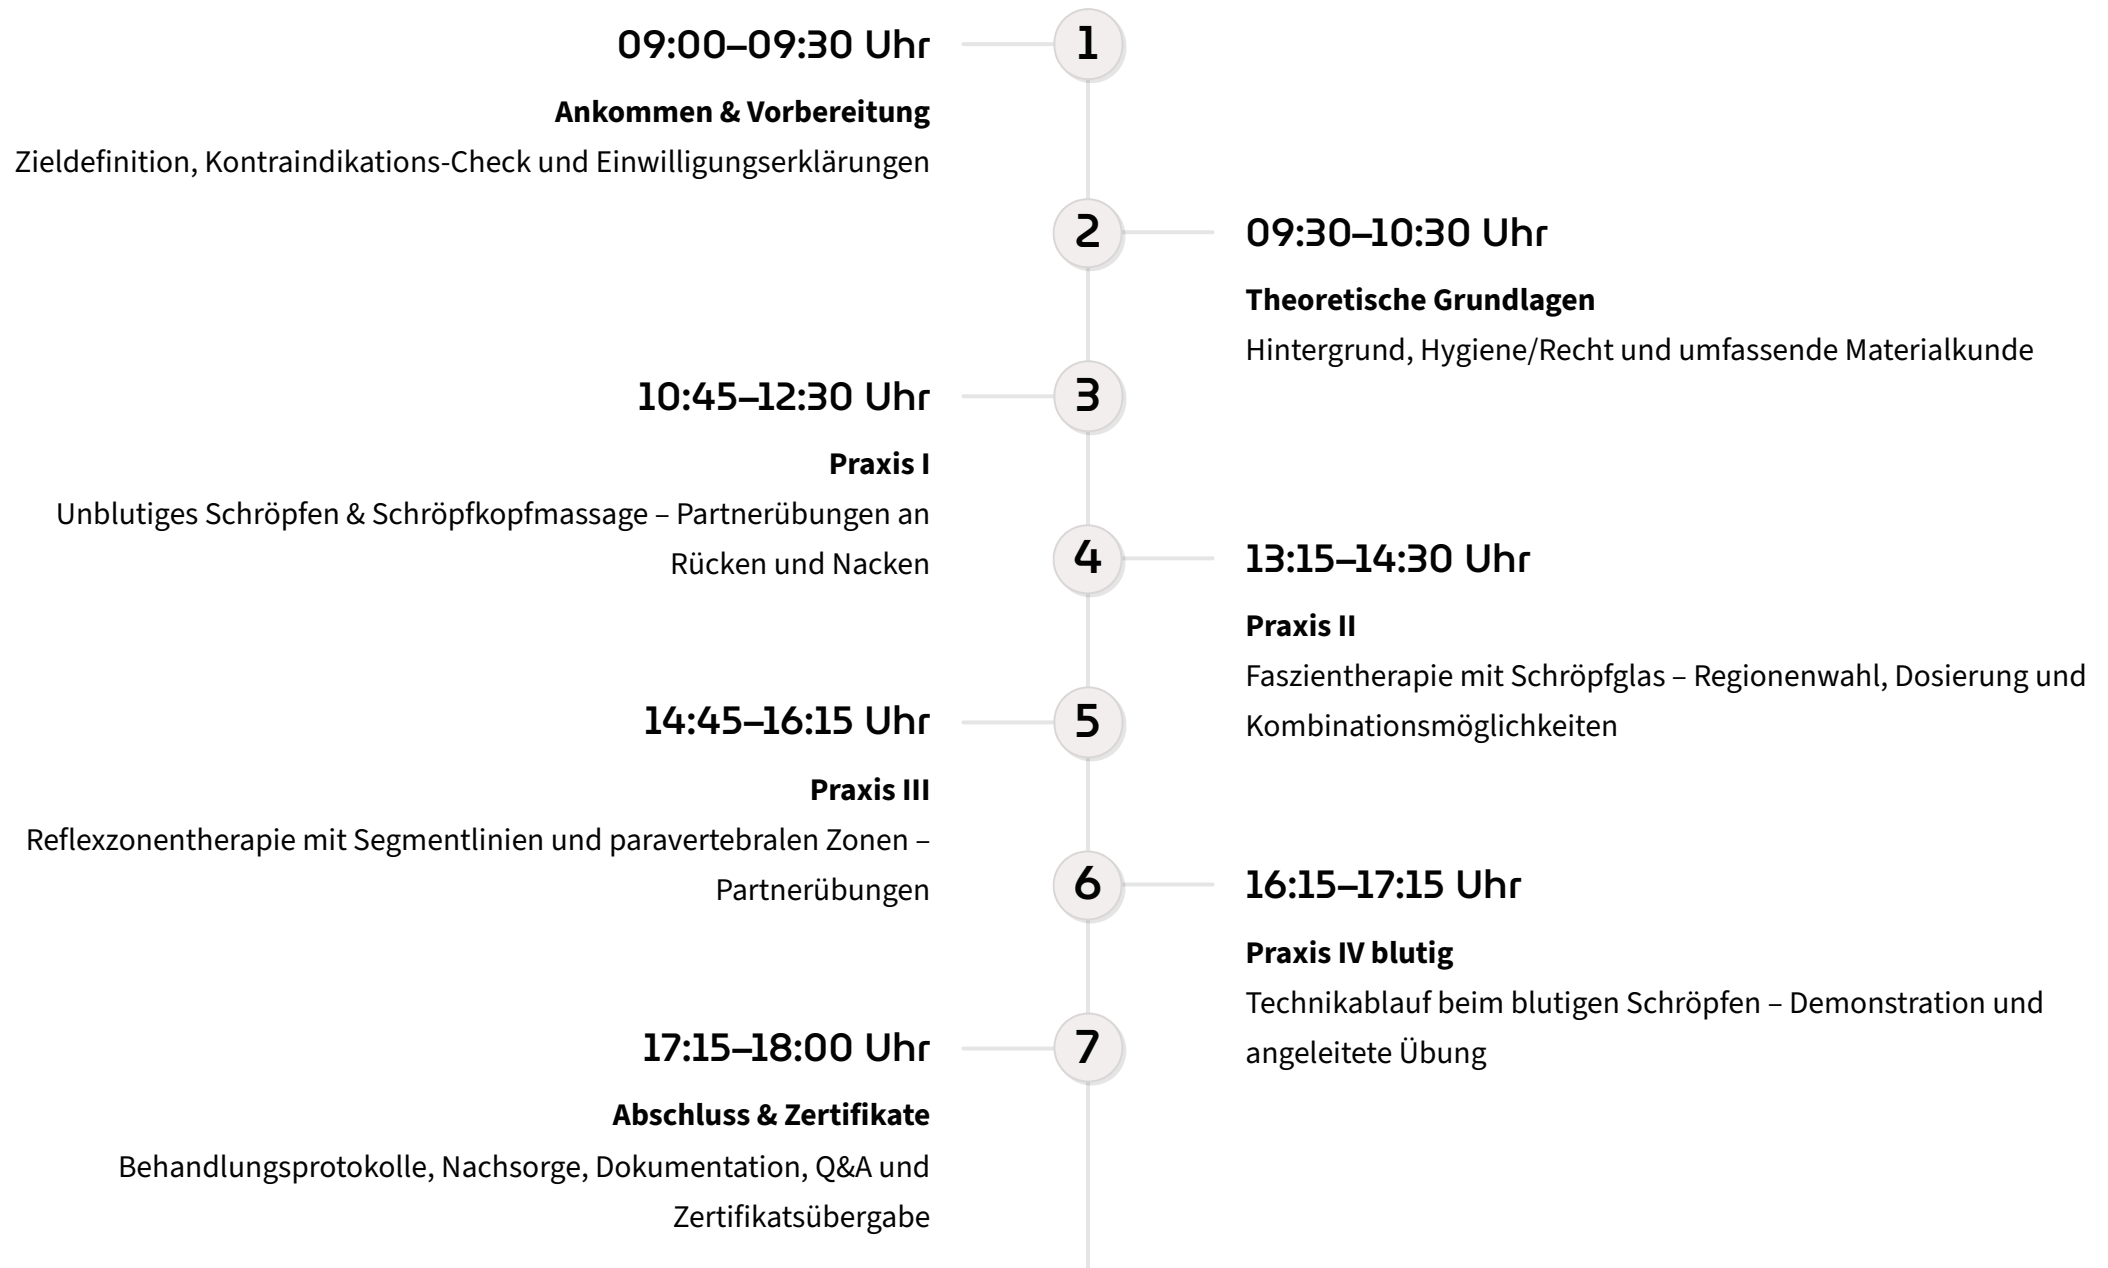 09:00–09:30 Uhr
1
Ankommen & Vorbereitung
Zieldefinition, Kontraindikations-Check und Einwilligungserklärungen
2
09:30–10:30 Uhr
Theoretische Grundlagen
Hintergrund, Hygiene/Recht und umfassende Materialkunde
10:45–12:30 Uhr
3
Praxis I
Unblutiges Schröpfen & Schröpfkopfmassage – Partnerübungen an
Rücken und Nacken
4
13:15–14:30 Uhr
Praxis II
Faszientherapie mit Schröpfglas – Regionenwahl, Dosierung und
Kombinationsmöglichkeiten
14:45–16:15 Uhr
5
Praxis III
Reflexzonentherapie mit Segmentlinien und paravertebralen Zonen –
Partnerübungen
6
16:15–17:15 Uhr
Praxis IV blutig
Technikablauf beim blutigen Schröpfen – Demonstration und
angeleitete Übung
17:15–18:00 Uhr
7
Abschluss & Zertifikate
Behandlungsprotokolle, Nachsorge, Dokumentation, Q&A und
Zertifikatsübergabe